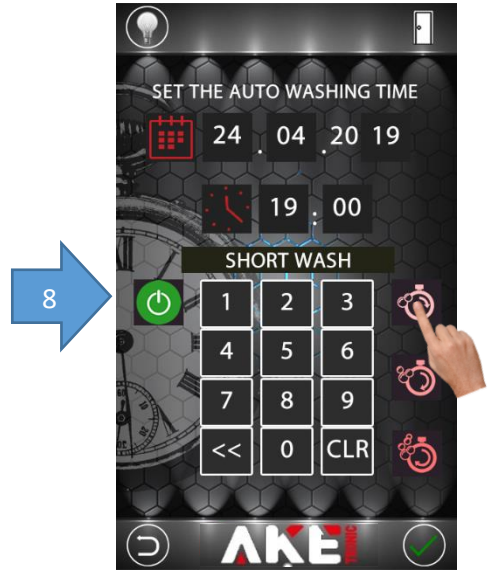 SET THE AUTO WASHING TIME
24 . 04 . 20 19
19 : 00
SHORT WASH
8
1 2 3
4 5 6
7 8 9
<< 0 CLR
AKE